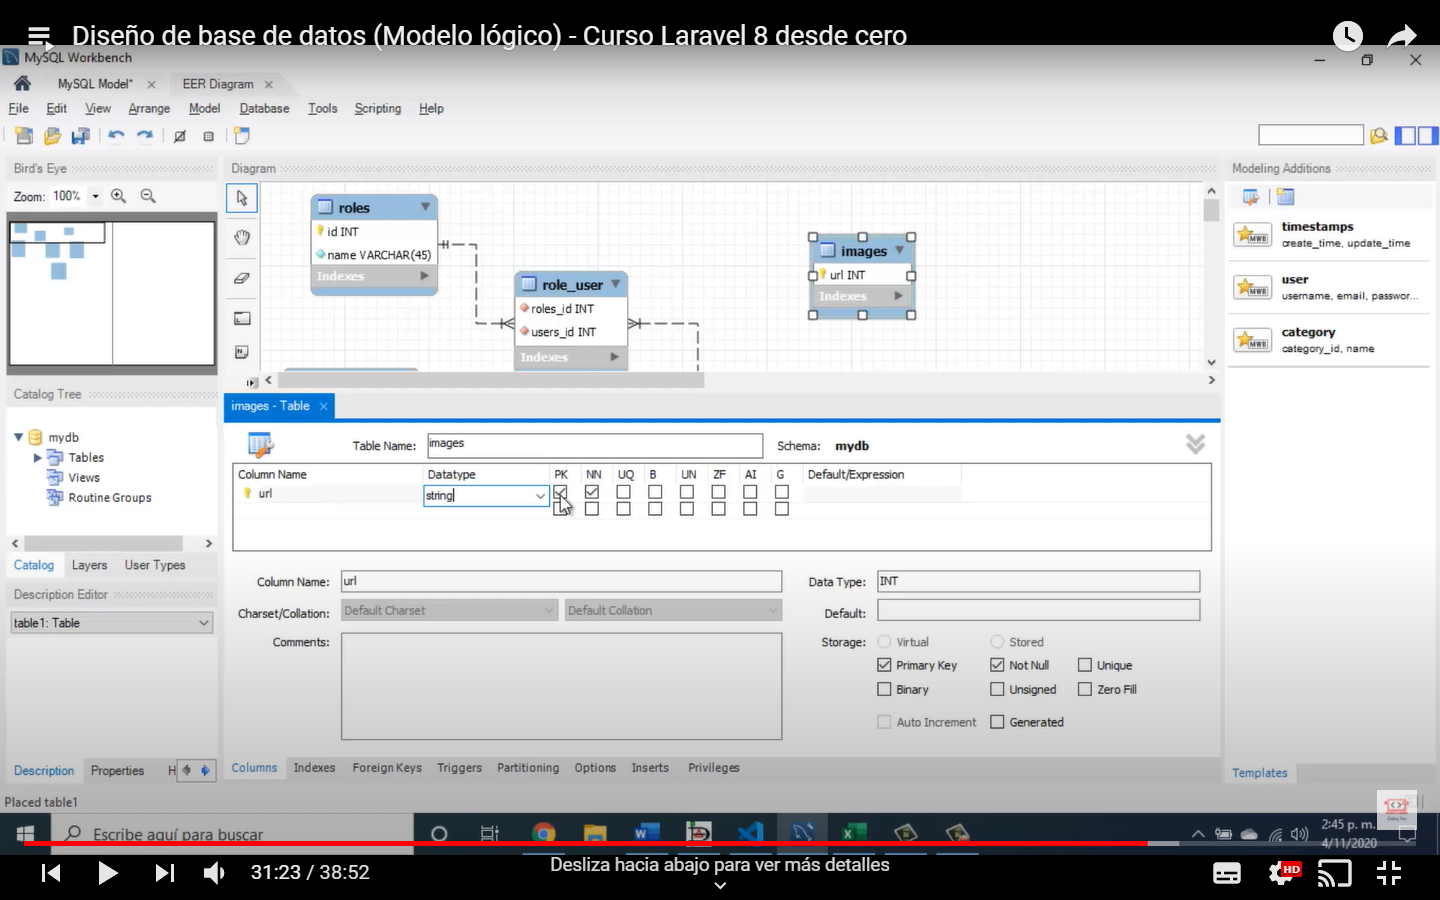 Diseño de base de datos (Modelo lógico) - Curso Laravel 8 desde cero
MySQL Workbench
MySQL Model* EER Diagram
File Edit View Arrange Model Database Tools Scripting Help
Bird's Eye
Zoom: 100%
Diagram
Modeling Additions
roles
id INT
name VARCHAR(45)
Indexes
role_user
roles_id INT
users_id INT
Indexes
images
url INT
Indexes
timestamps
create_time, update_time
user
username, email, passwor...
category
category_id, name
Catalog Tree
mydb
Tables
Views
Routine Groups
Catalog Layers User Types
Description Editor
table1: Table
Description Properties H
images - Table
Table Name: images Schema: mydb
Column Name Datatype PK NN UQ B UN ZF AI G Default/Expression
url string
Column Name: url Data Type: INT
Charset/Collation: Default Charset Default Collation Default:
Comments: Storage: Virtual Stored
Primary Key Not Null Unique
Binary Unsigned Zero Fill
Auto Increment Generated
Columns Indexes Foreign Keys Triggers Partitioning Options Inserts Privileges
Templates
Placed table1
Escribe aquí para buscar
2:45 p. m.
4/11/2020
31:23 / 38:52
Desliza hacia abajo para ver más detalles
HD